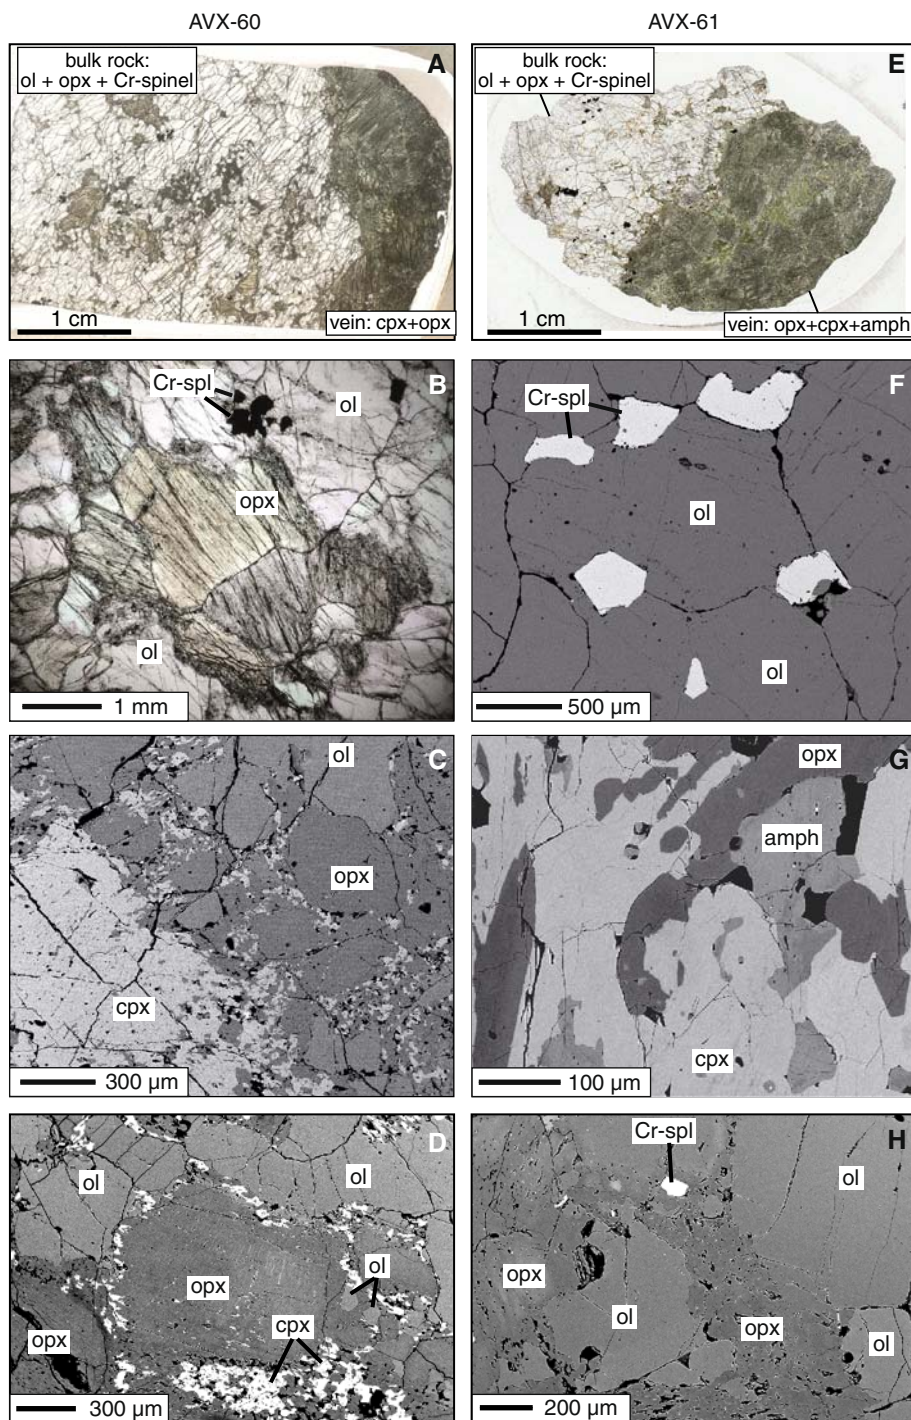 AVX-60
AVX-61
bulk rock:
ol + opx + Cr-spinel
A
1 cm
vein: cpx+opx
bulk rock:
ol + opx + Cr-spinel
E
1 cm
vein: opx+cpx+amph
Cr-spl
ol
B
opx
ol
1 mm
Cr-spl
F
ol
ol
500 µm
ol
C
opx
cpx
300 µm
opx
G
amph
cpx
100 µm
D
ol
ol
opx
ol
cpx
opx
300 µm
Cr-spl
H
ol
opx
ol
opx
ol
200 µm